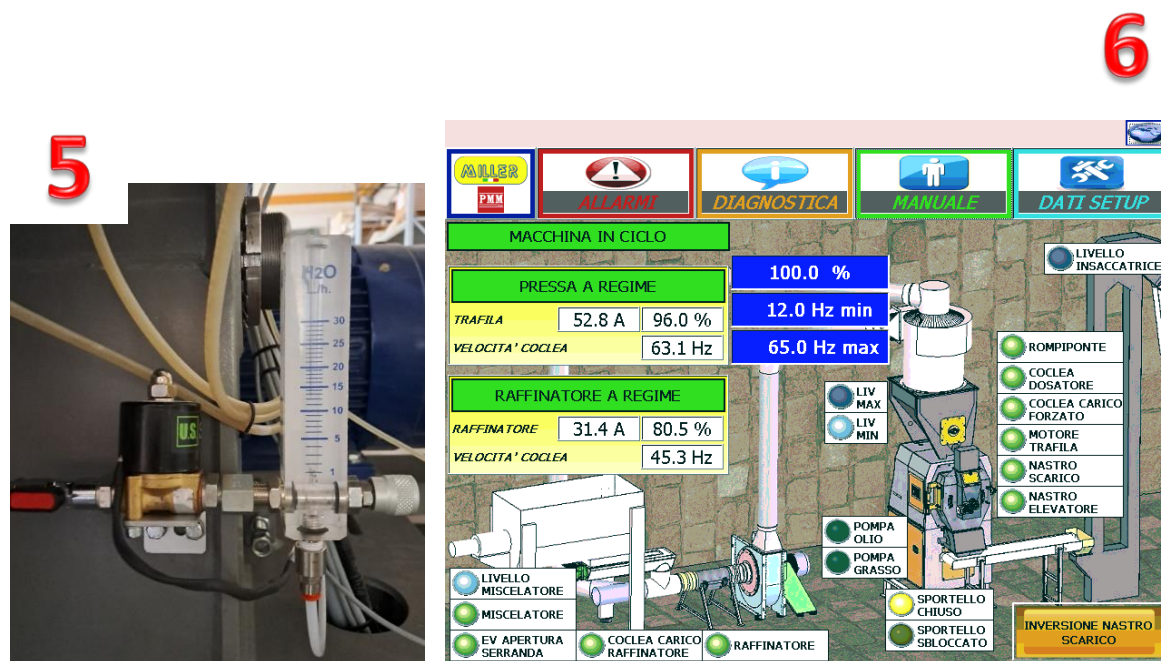 6
5
H2O
L/h.
30
25
20
15
10
5
1
U.S
MILLER
PMM
ALLARMI
DIAGNOSTICA
MANUALE
DATI SETUP
MACCHINA IN CICLO
PRESSA A REGIME
TRAFILA 52.8 A 96.0 %
VELOCITA' COCLEA 63.1 Hz
100.0 %
12.0 Hz min
65.0 Hz max
RAFFINATORE A REGIME
RAFFINATORE 31.4 A 80.5 %
VELOCITA' COCLEA 45.3 Hz
LIVELLO
INSACCATRICE
LIV
MAX
LIV
MIN
ROMPIPONTE
COCLEA
DOSATORE
COCLEA CARICO
FORZATO
MOTORE
TRAFILA
NASTRO
SCARICO
NASTRO
ELEVATORE
POMPA
OLIO
POMPA
GRASSO
LIVELLO
MISCELATORE
MISCELATORE
EV APERTURA
SERRANDA
COCLEA CARICO
RAFFINATORE
RAFFINATORE
SPORTELLO
CHIUSO
SPORTELLO
SBLOCCATO
INVERSIONE NASTRO
SCARICO